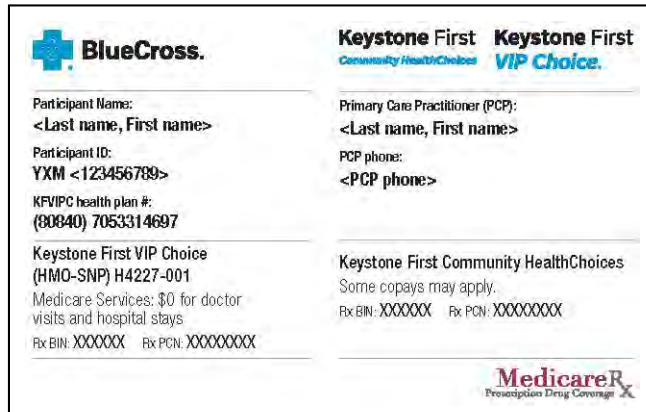 BlueCross.
Keystone First
Community HealthChoices
Keystone First
VIP Choice.
Participant Name:
<Last name, First name>
Participant ID:
YXM <123456789>
KFVIPC health plan #:
(80840) 7053314697
Primary Care Practitioner (PCP):
<Last name, First name>
PCP phone:
<PCP phone>
Keystone First VIP Choice
(HMO-SNP) H4227-001
Medicare Services: $0 for doctor
visits and hospital stays
Rx BIN: XXXXXX Rx PCN: XXXXXXXX
Keystone First Community HealthChoices
Some copays may apply.
Rx BIN: XXXXXX Rx PCN: XXXXXXXX
MedicareRx
Prescription Drug Coverage